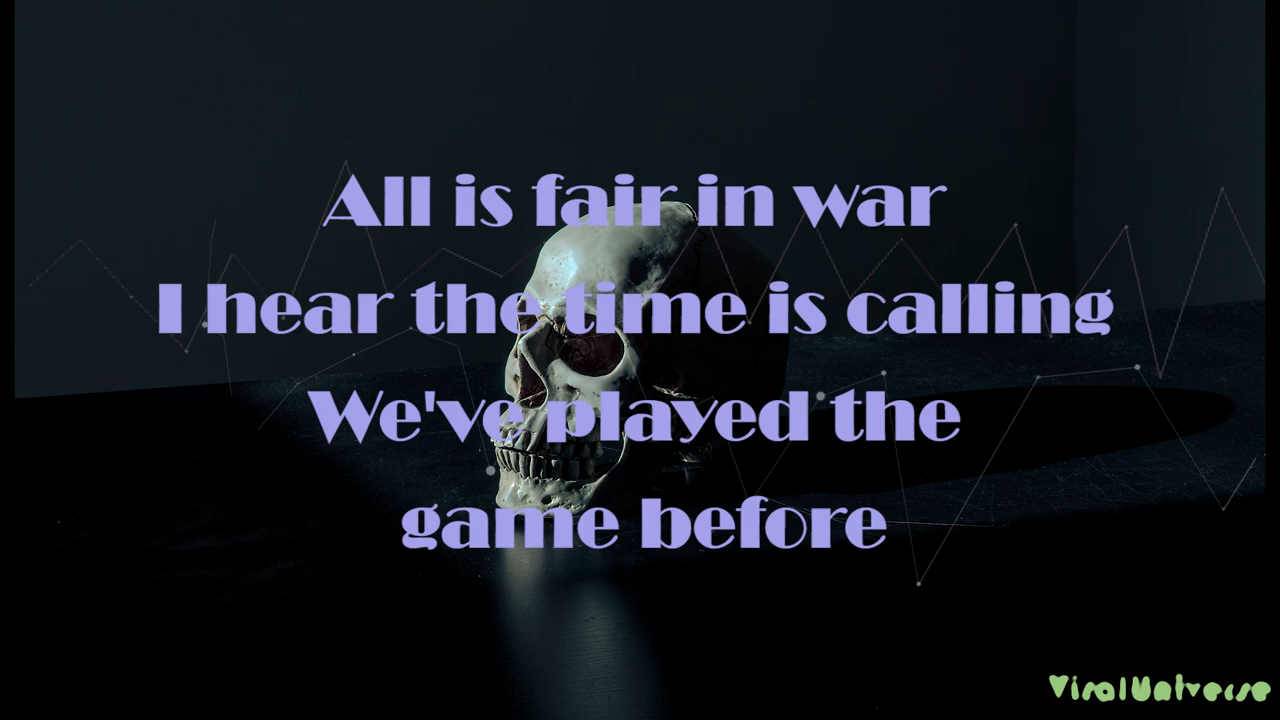 All is fair in war
I hear the time is calling
We've played the
game before
ViralUniverse